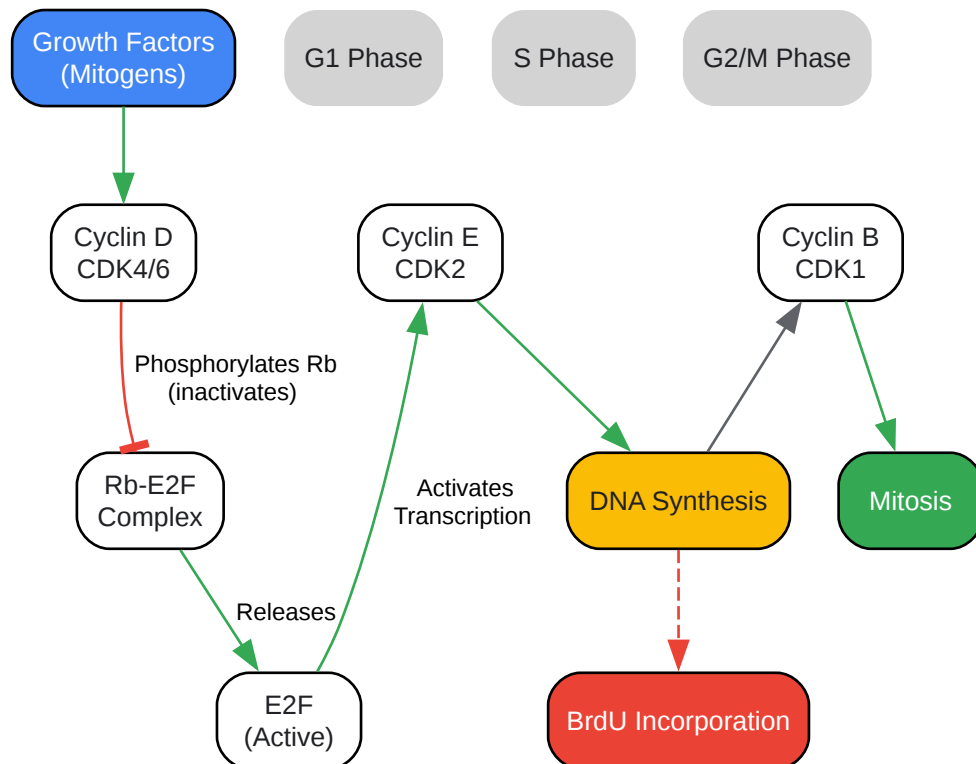 Growth Factors
(Mitogens)
G1 Phase
S Phase
G2/M Phase
Cyclin D
CDK4/6
Cyclin E
CDK2
Cyclin B
CDK1
Phosphorylates Rb
(inactivates)
Rb-E2F
Complex
Activates
Transcription
DNA Synthesis
Mitosis
Releases
E2F
(Active)
BrdU Incorporation